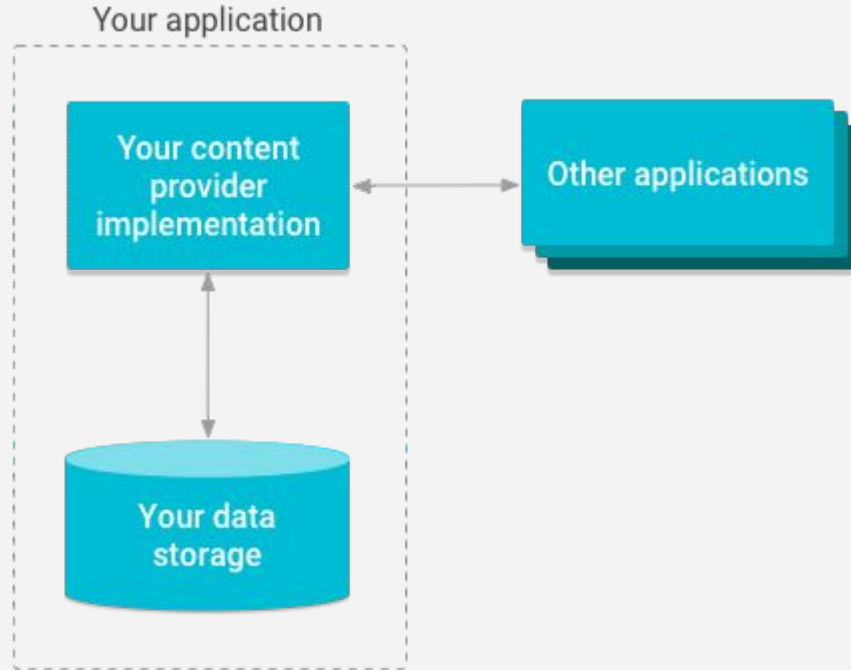 Your application
Your content
provider
implementation
Other applications
Your data
storage